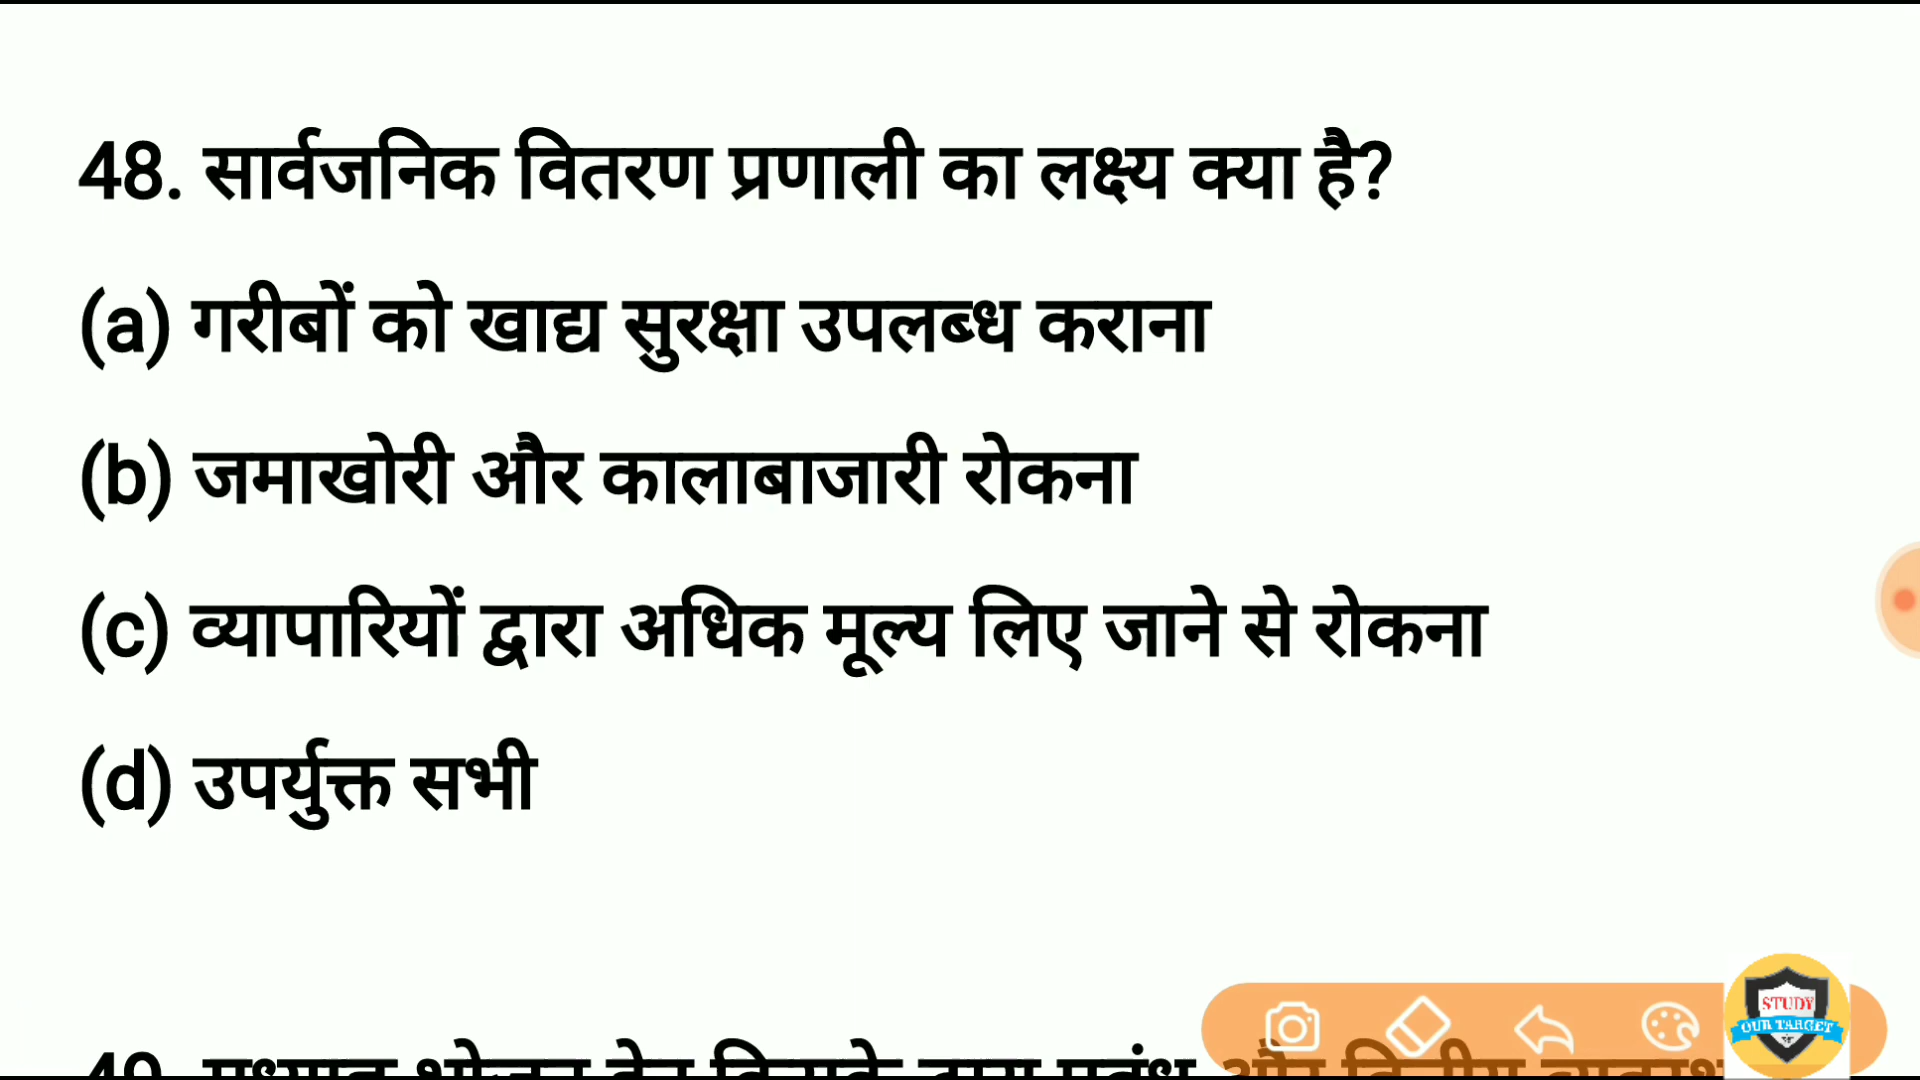 48. सार्वजनिक वितरण प्रणाली का लक्ष्य क्या है?
(a) गरीबों को खाद्य सुरक्षा उपलब्ध कराना
(b) जमाखोरी और कालाबाजारी रोकना
(c) व्यापारियों द्वारा अधिक मूल्य लिए जाने से रोकना
(d) उपर्युक्त सभी
STUDY
OUR TARGET